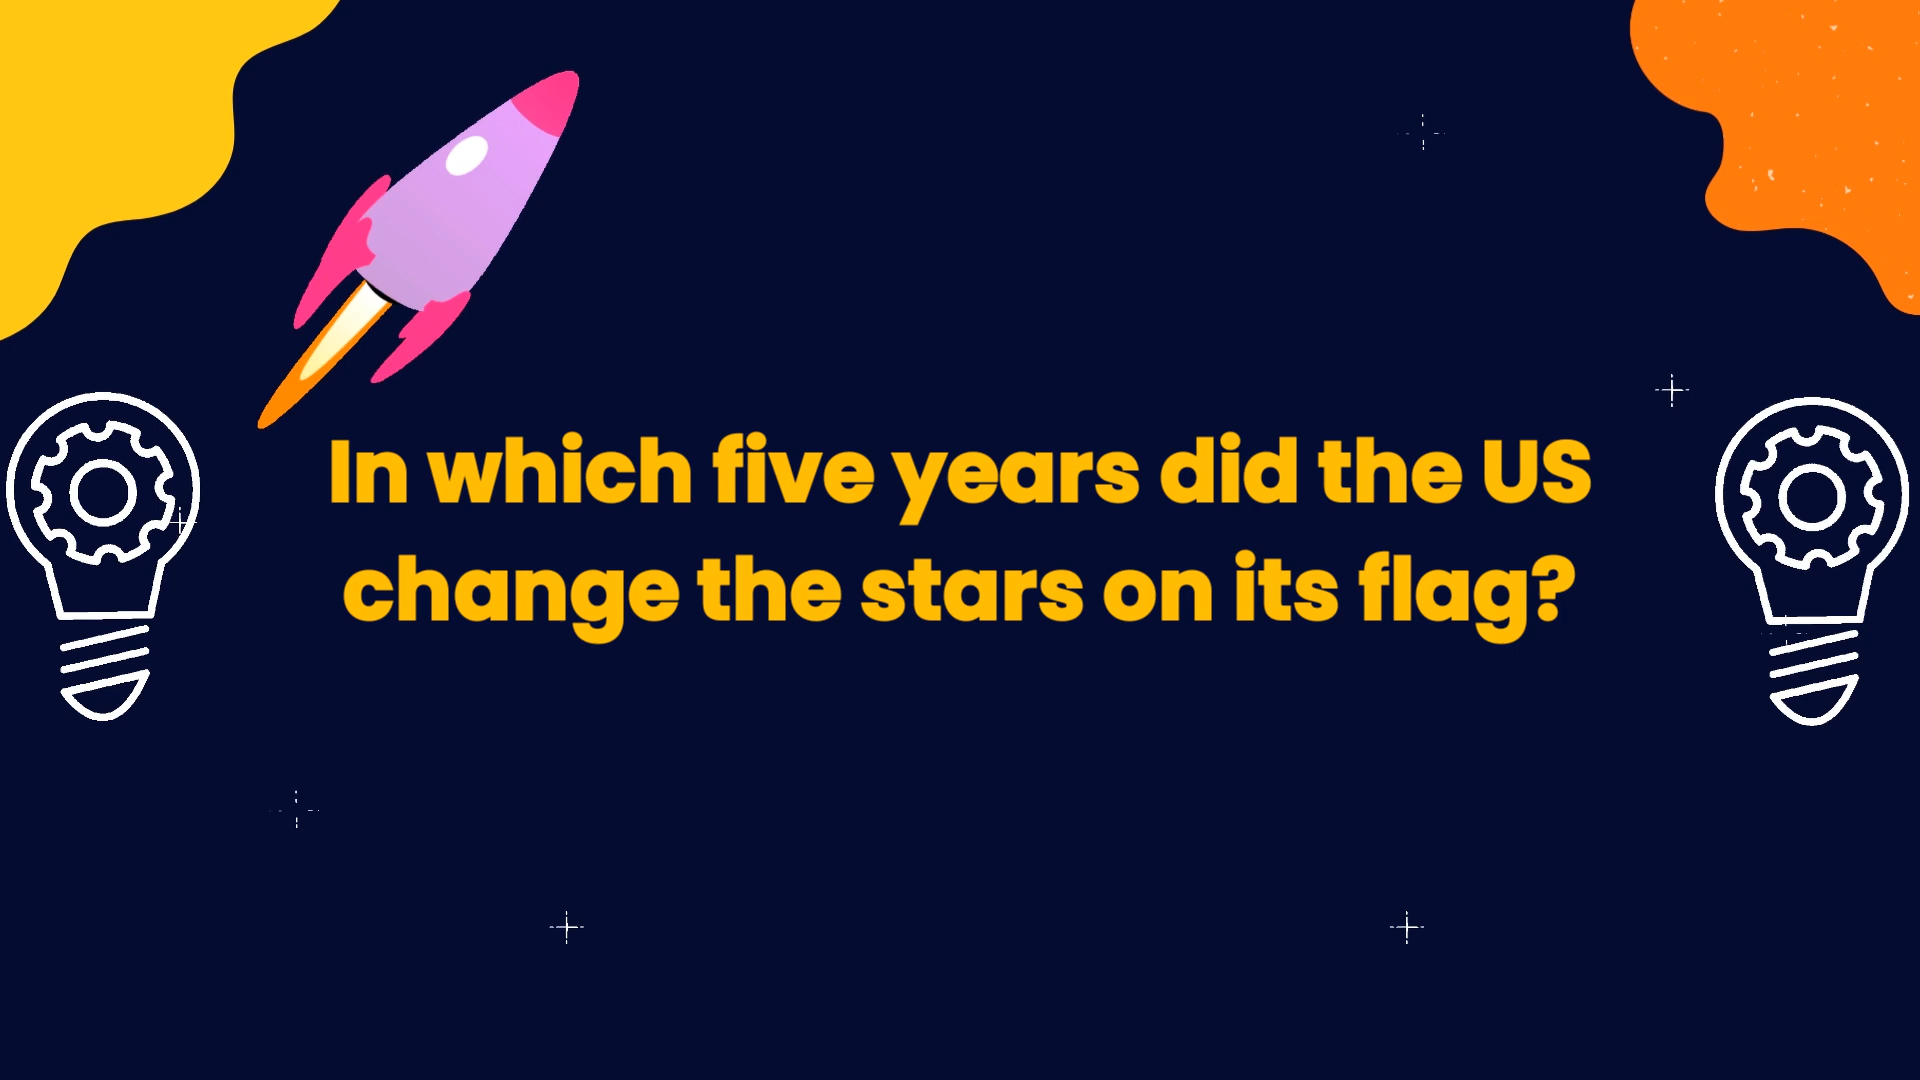 In which five years did the US
change the stars on its flag?